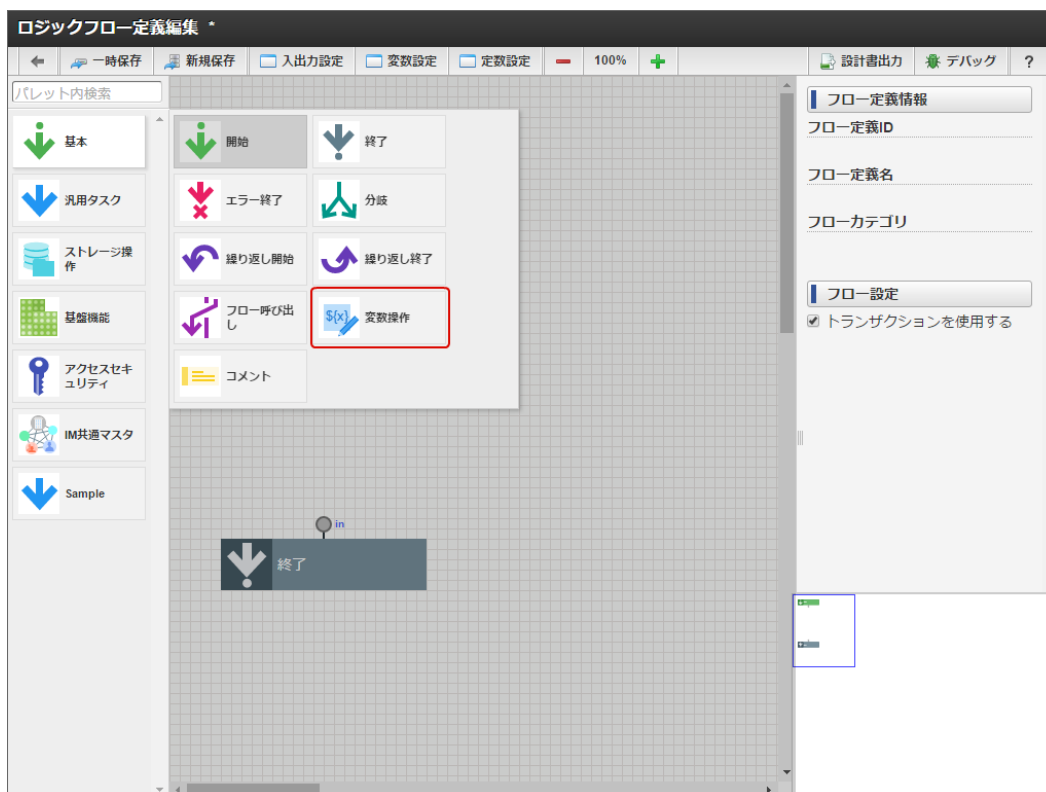 ロジックフロー定義編集 *
一時保存 新規保存 入出力設定 変数設定 定数設定 100% 設計書出力 デバッグ ?
パレット内検索
基本
汎用タスク
ストレージ操
作
基盤機能
アクセスセキ
ュリティ
IM共通マスタ
Sample
開始
終了
エラー終了
分岐
繰り返し開始
繰り返し終了
フロー呼び出
し
\${x}
変数操作
コメント
in
終了
フロー定義情報
フロー定義ID
フロー定義名
フローカテゴリ
フロー設定
トランザクションを使用する